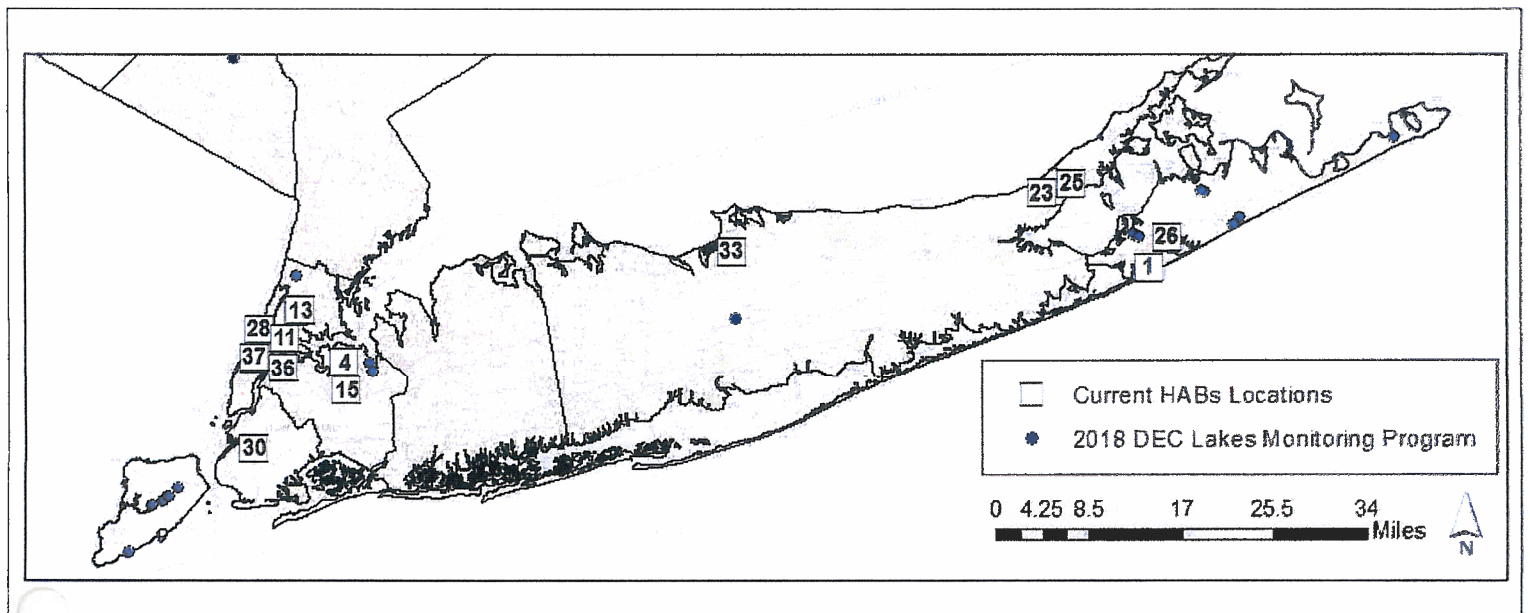 23 25
33
26
1
13
28 11
37
36 4
15
30
Current HABs Locations
2018 DEC Lakes Monitoring Program
0 4.25 8.5 17 25.5 34
Miles
N